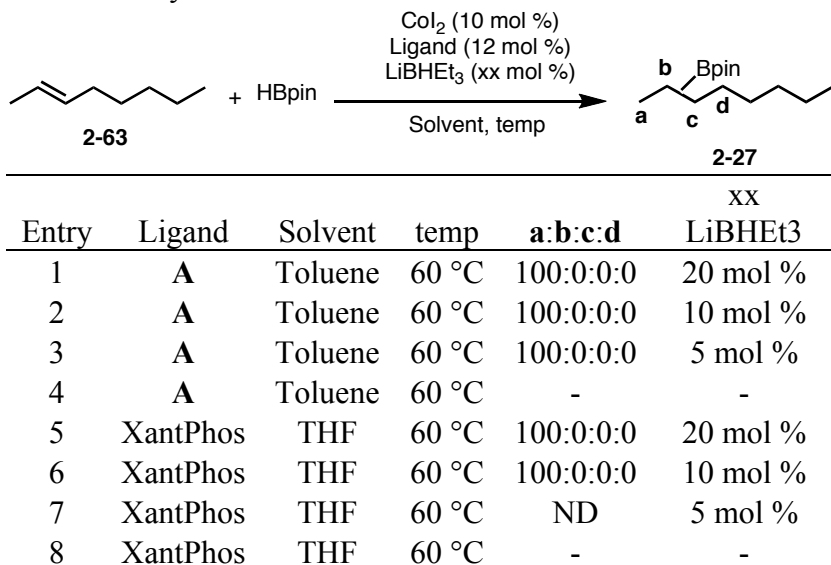 CoI2 (10 mol %)
Ligand (12 mol %)
LiBHEt3 (xx mol %)
+ HBpin
Solvent, temp
2-63
b Bpin
a c d
2-27
xx
Entry Ligand Solvent temp a:b:c:d LiBHEt3
1 A Toluene 60 °C 100:0:0:0 20 mol %
2 A Toluene 60 °C 100:0:0:0 10 mol %
3 A Toluene 60 °C 100:0:0:0 5 mol %
4 A Toluene 60 °C - -
5 XantPhos THF 60 °C 100:0:0:0 20 mol %
6 XantPhos THF 60 °C 100:0:0:0 10 mol %
7 XantPhos THF 60 °C ND 5 mol %
8 XantPhos THF 60 °C - -